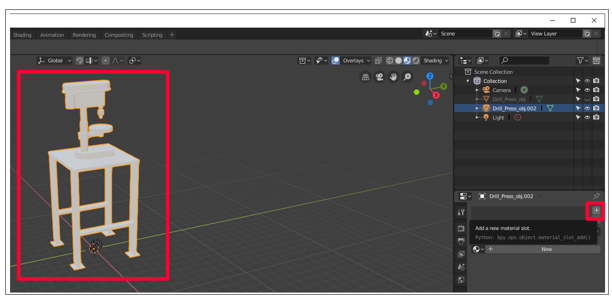 Shading Animation Rendering Compositing Scripting +
Scene
View Layer
Global
Overlays
Shading
Z
Y
X
Scene Collection
Collection
Camera
Drill_Press_obj
Drill_Press_obj.002
Light
Drill_Press_obj.002
Add a new material slot.
Python: bpy.ops.object.material_slot_add()
+ New